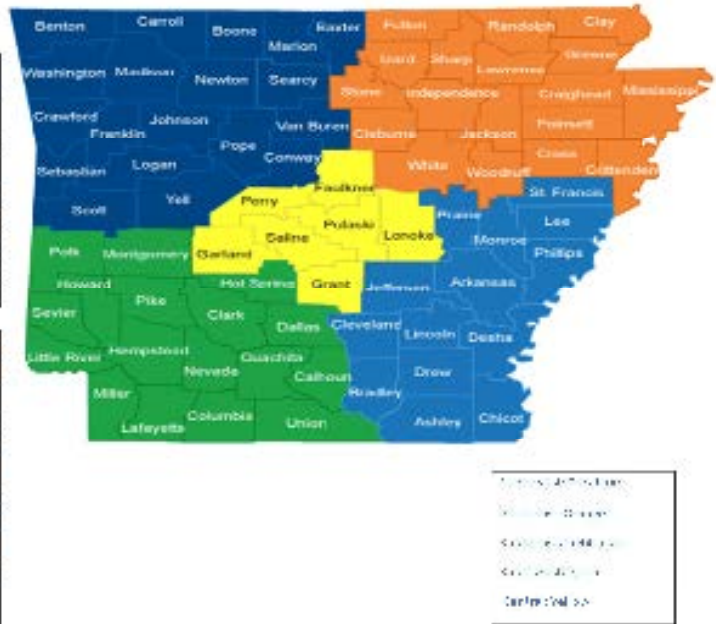 Benton Carroll Boone Baxter Fulton Randolph Clay
Marion Izard Sharp Lawrence Greene
Washington Madison Newton Searcy
Stone Independence Craighead Mississippi
Crawford Johnson Van Buren Cleburne Jackson Poinsett
Franklin Pope Conway White Woodruff Cross Crittenden
Sebastian Logan
Faulkner St. Francis
Scott Yell Perry Pulaski Prairie Lee
Saline Lonoke Monroe
Polk Montgomery Garland Phillips
Howard Hot Spring Grant Jefferson Arkansas
Pike
Sevier Clark Dallas Cleveland Lincoln Desha
Little River Hempstead Ouachita
Nevada Calhoun Drew
Miller Bradley
Lafayette Columbia Union Ashley Chicot